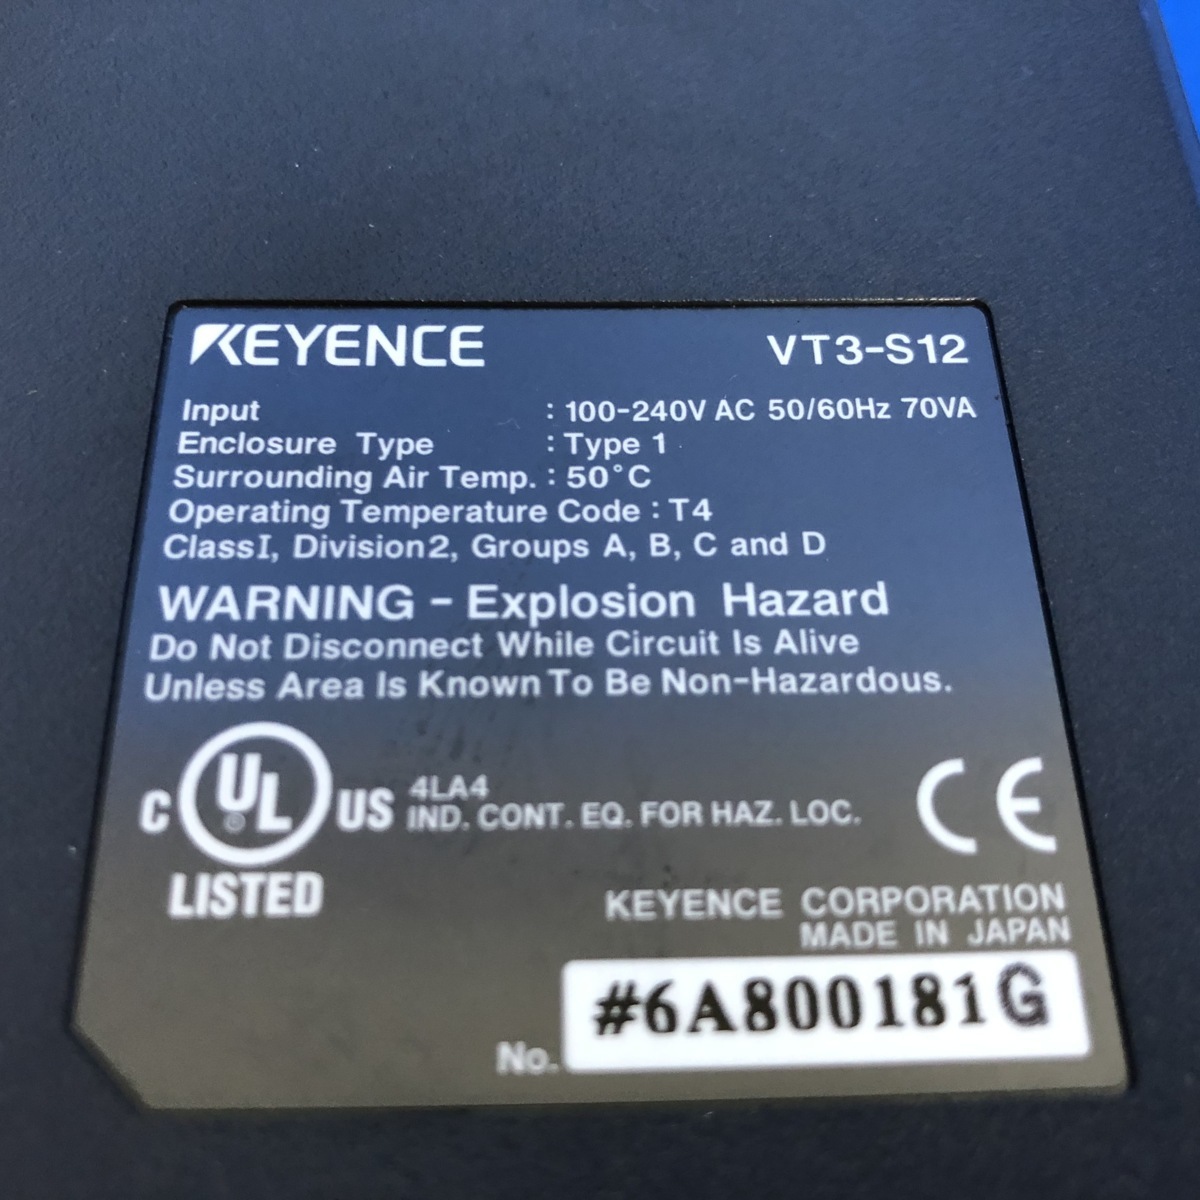 KEYENCE VT3-S12
Input : 100-240V AC 50/60Hz 70VA
Enclosure Type : Type 1
Surrounding Air Temp. : 50°C
Operating Temperature Code : T4
ClassI, Division2, Groups A, B, C and D
WARNING - Explosion Hazard
Do Not Disconnect While Circuit Is Alive
Unless Area Is Known To Be Non-Hazardous.
C UL ® US 4LA4
IND. CONT. EQ. FOR HAZ. LOC.
CE
LISTED
KEYENCE CORPORATION
MADE IN JAPAN
No. #6A800181G